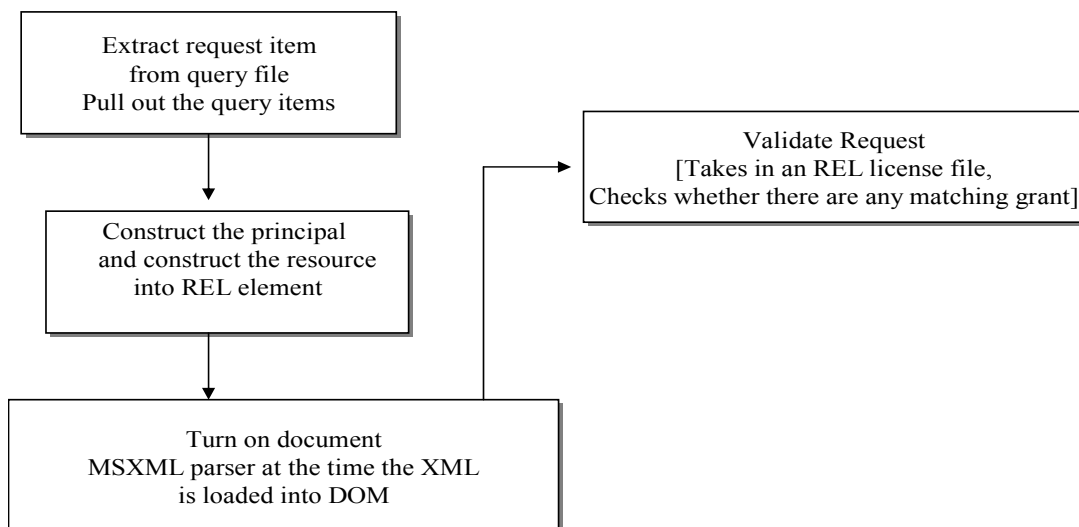 Extract request item
from query file
Pull out the query items
Construct the principal
and construct the resource
into REL element
Turn on document
MSXML parser at the time the XML
is loaded into DOM
Validate Request
[Takes in an REL license file,
Checks whether there are any matching grant]